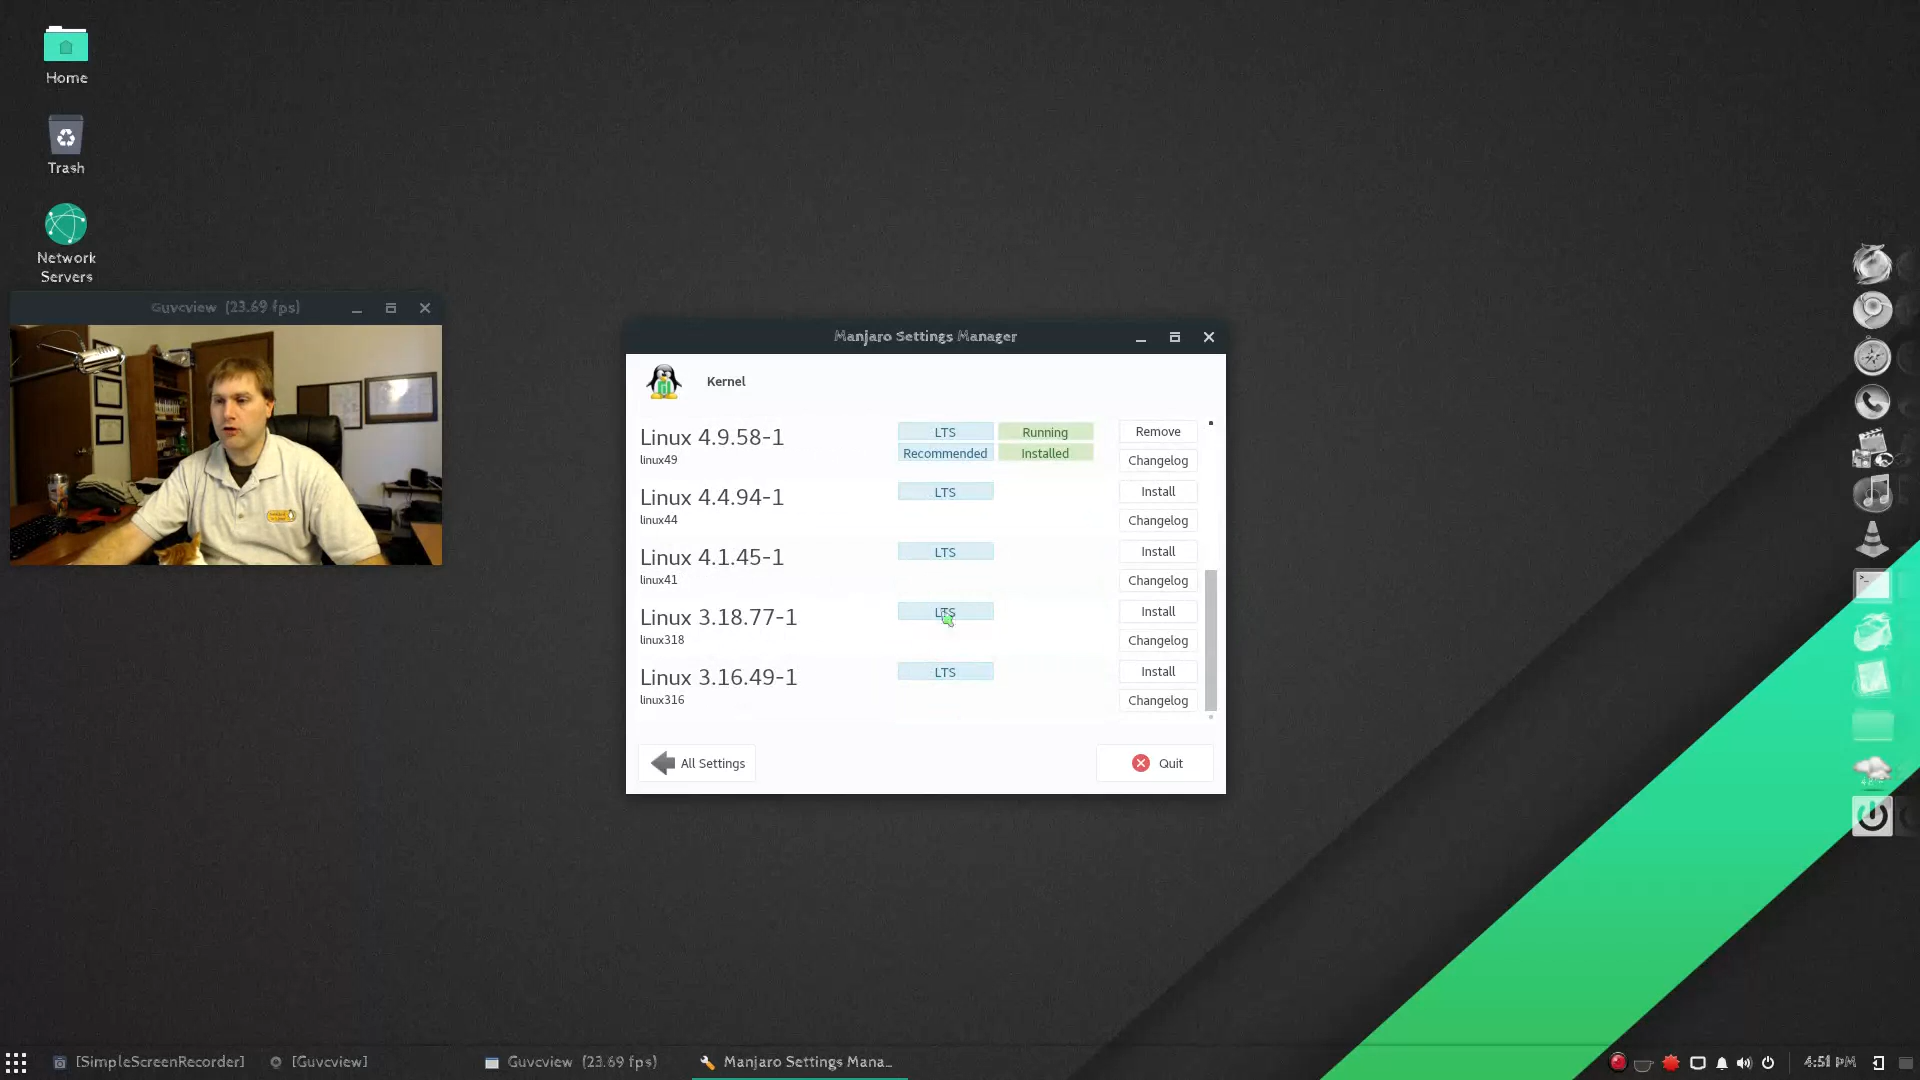 Home
Trash
Network
Servers
Guvcview (23.69 fps)
Manjaro Settings Manager
Kernel
Linux 4.9.58-1
linux49
LTS
Running
Recommended
Installed
Remove
Changelog
Linux 4.4.94-1
linux44
LTS
Install
Changelog
Linux 4.1.45-1
linux41
LTS
Install
Changelog
Linux 3.18.77-1
linux318
LTS
Install
Changelog
Linux 3.16.49-1
linux316
LTS
Install
Changelog
All Settings
Quit
[SimpleScreenRecorder]
[Guvcview]
Guvcview (23.69 fps)
Manjaro Settings Mana...
4:51 PM